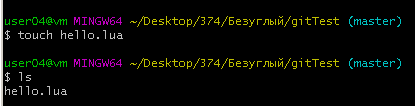 user04@vm MINGW64 ~/Desktop/374/Безуглый/gitTest (master)
$ touch hello.lua
user04@vm MINGW64 ~/Desktop/374/Безуглый/gitTest (master)
$ ls
hello.lua